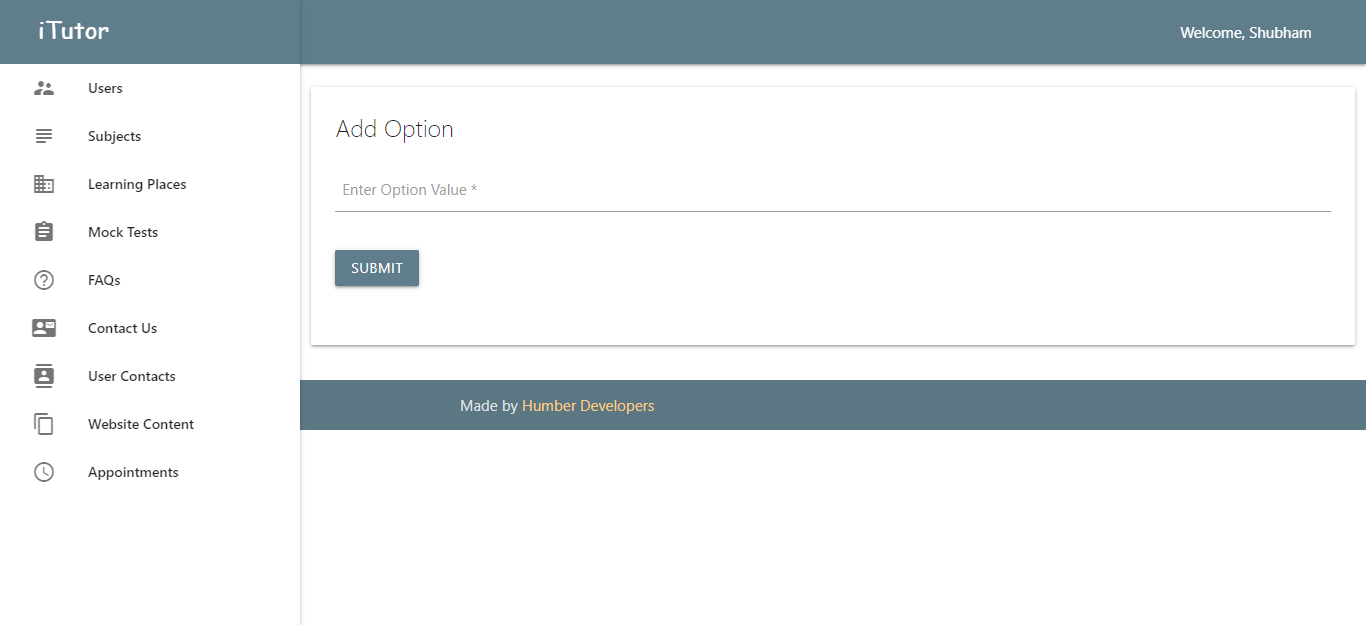 iTutor
Welcome, Shubham
Users
Subjects
Learning Places
Mock Tests
FAQs
Contact Us
User Contacts
Website Content
Appointments
Add Option
Enter Option Value *
SUBMIT
Made by Humber Developers